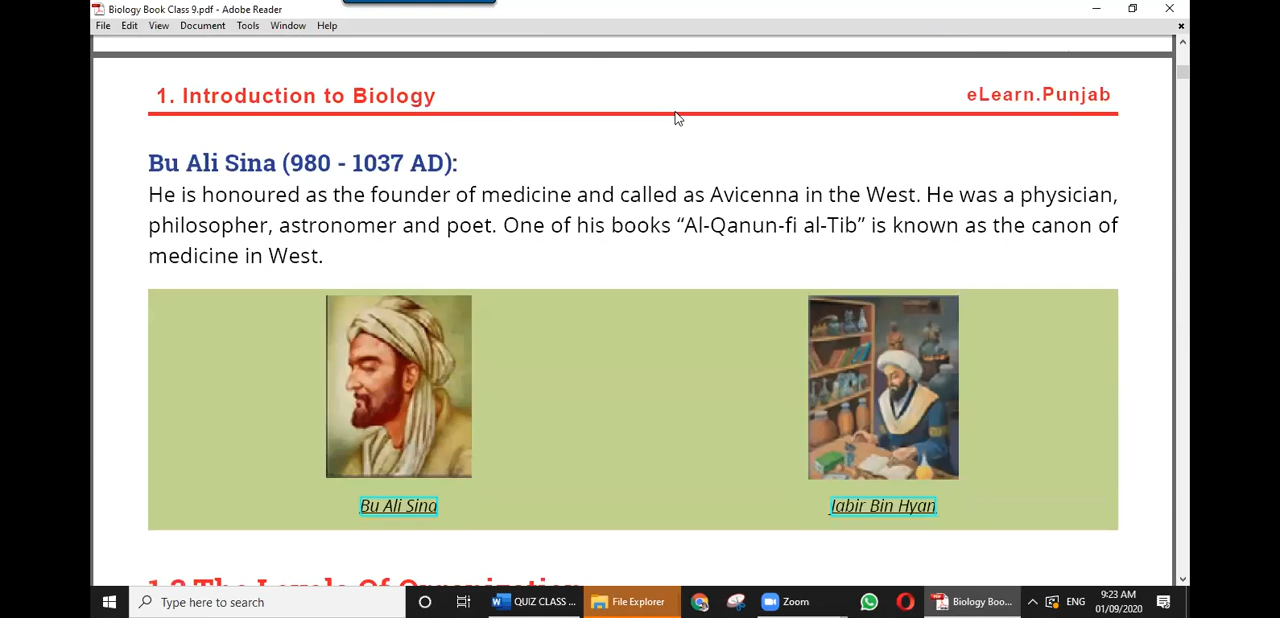 Biology Book Class 9.pdf - Adobe Reader
File Edit View Document Tools Window Help
1. Introduction to Biology
eLearn.Punjab
Bu Ali Sina (980 - 1037 AD):
He is honoured as the founder of medicine and called as Avicenna in the West. He was a physician,
philosopher, astronomer and poet. One of his books “Al-Qanun-fi al-Tib” is known as the canon of
medicine in West.
Bu Ali Sina
Jabir Bin Hyan
Type here to search
QUIZ CLASS ...
File Explorer
Zoom
Biology Boo...
ENG
9:23 AM
01/09/2020